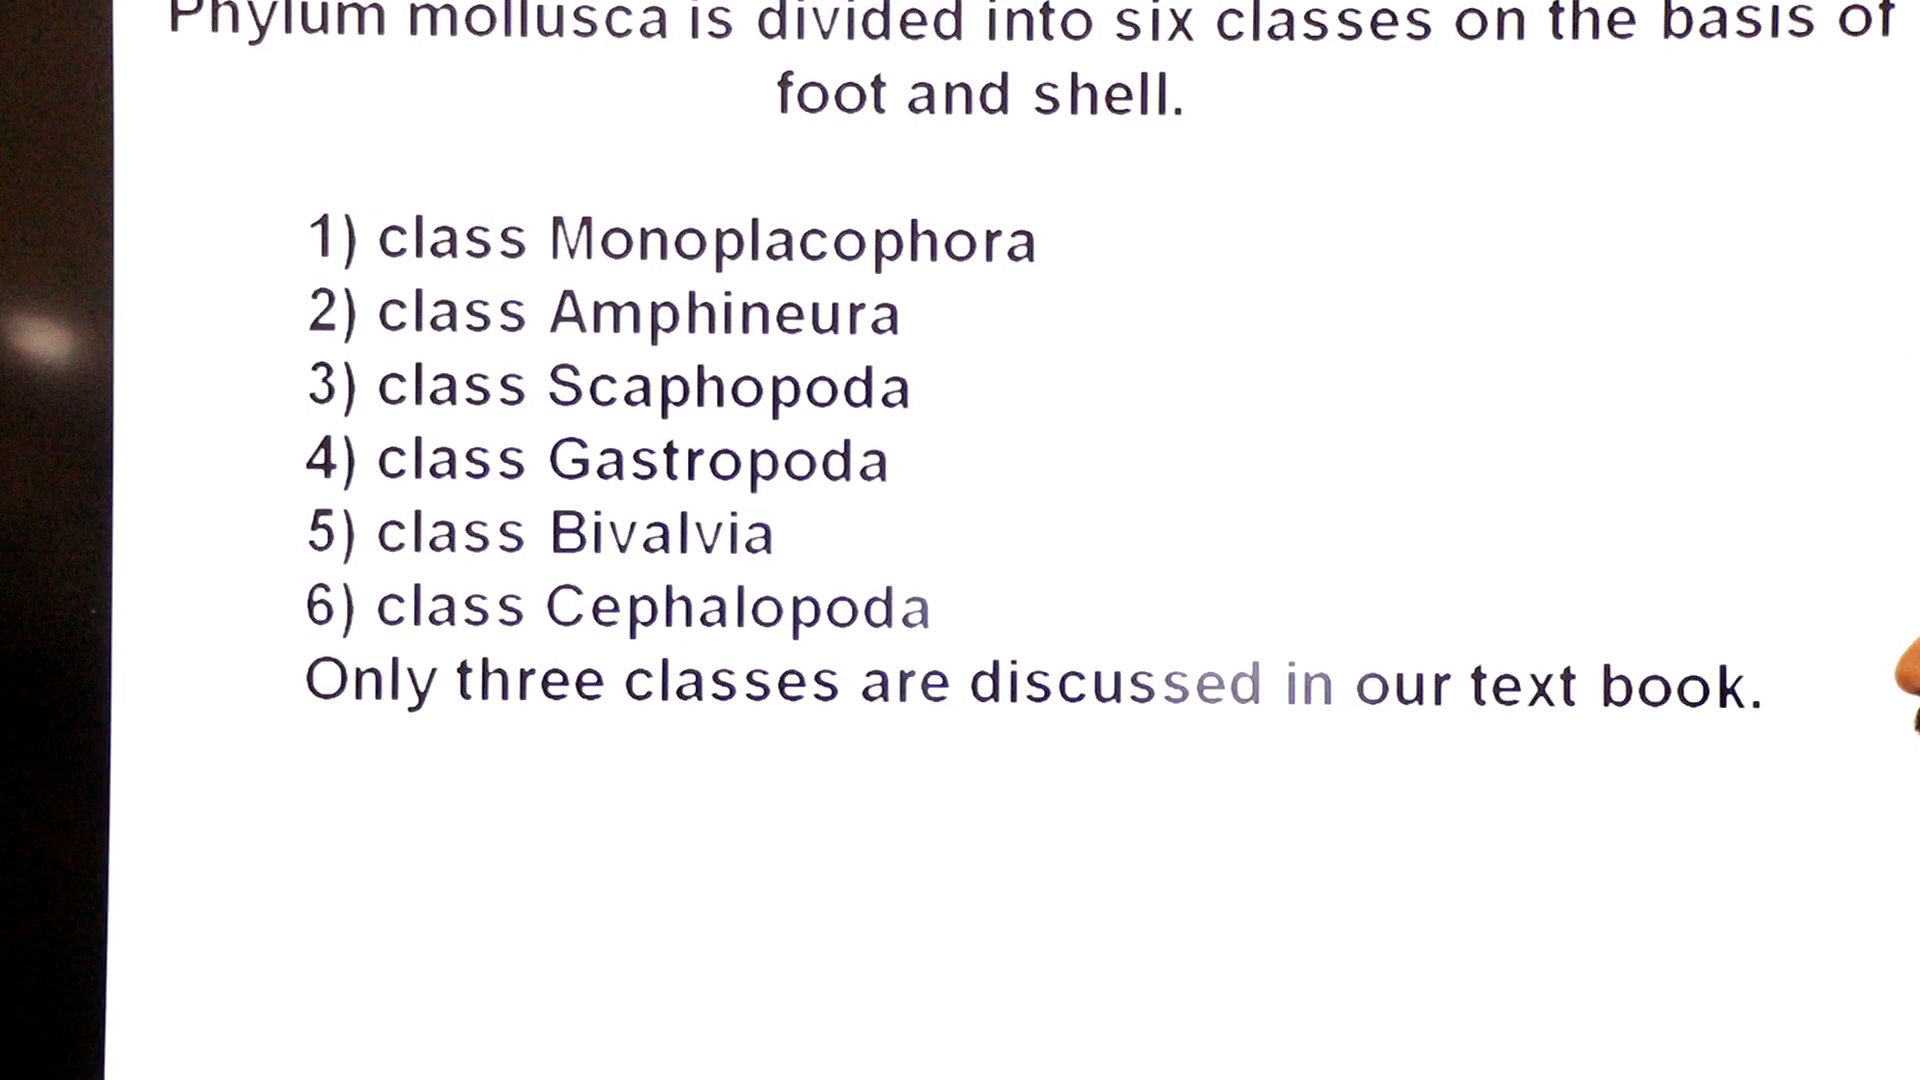 Phylum mollusca is divided into six classes on the basis of
foot and shell.
1) class Monoplacophora
2) class Amphineura
3) class Scaphopoda
4) class Gastropoda
5) class Bivalvia
6) class Cephalopoda
Only three classes are discussed in our text book.